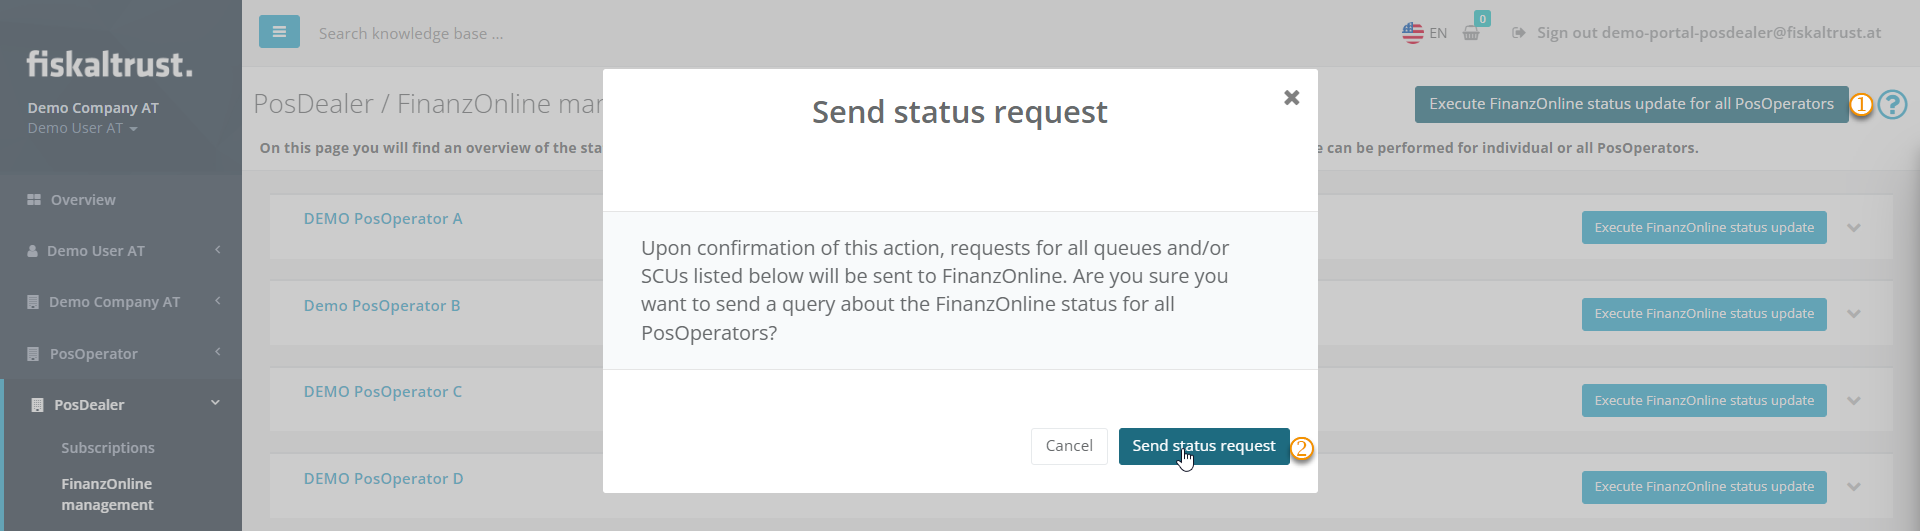 fiskaltrust.
Demo Company AT
Demo User AT
Overview
Demo User AT
Demo Company AT
PosOperator
PosDealer
Subscriptions
FinanzOnline
management
Search knowledge base ...
EN
0
Sign out demo-portal-posdealer@fiskaltrust.at
PosDealer / FinanzOnline mar
Execute FinanzOnline status update for all PosOperators
1
?
On this page you will find an overview of the sta
e can be performed for individual or all PosOperators.
DEMO PosOperator A
Execute FinanzOnline status update
Demo PosOperator B
Execute FinanzOnline status update
DEMO PosOperator C
Execute FinanzOnline status update
DEMO PosOperator D
Execute FinanzOnline status update
Send status request
Upon confirmation of this action, requests for all queues and/or
SCUs listed below will be sent to FinanzOnline. Are you sure you
want to send a query about the FinanzOnline status for all
PosOperators?
Cancel
Send status request
2